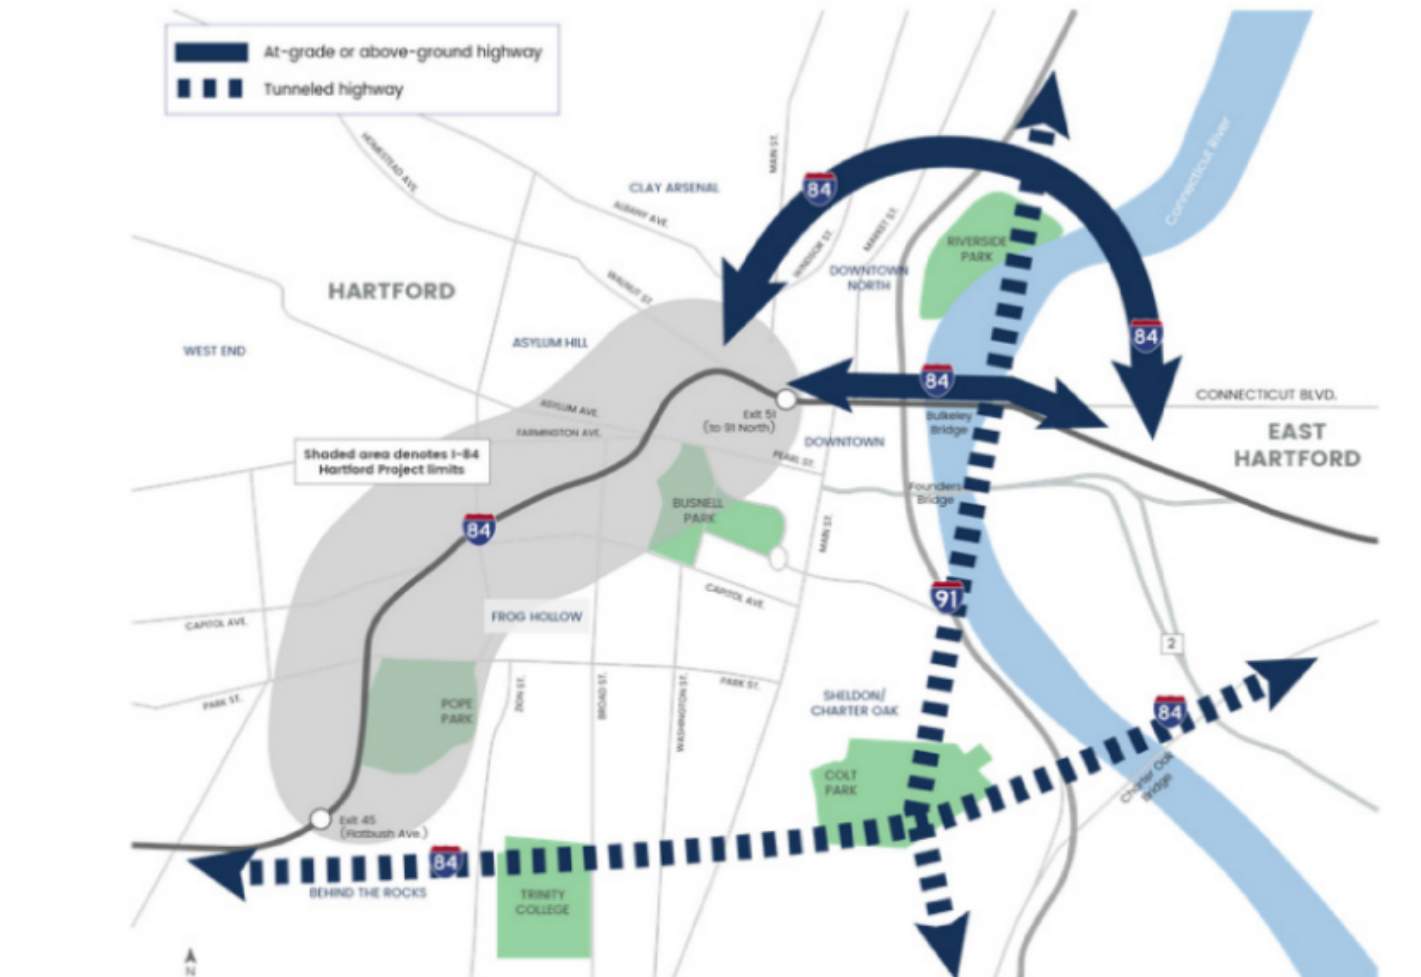 At-grade or above-ground highway
Tunneled highway
HOMESTEAD AVE.
CLAY ARSENAL
ALBANY AVE.
MAIN ST.
84
Connecticut River
WINDSOR ST.
MARKET ST.
RIVERSIDE
PARK
DOWNTOWN
NORTH
WALNUT ST.
HARTFORD
WEST END
ASYLUM HILL
84
84
CONNECTICUT BLVD.
ASYLUM AVE.
FARMINGTON AVE.
Exit 51
(to 91 North)
Bulkeley
Bridge
DOWNTOWN
EAST
HARTFORD
Shaded area denotes I-84
Hartford Project limits
PEARL ST.
Founders
Bridge
BUSNELL
PARK
84
MAIN ST.
CAPITOL AVE.
91
FROG HOLLOW
CAPITOL AVE.
2
PARK ST.
PARK ST.
ZION ST.
BROAD ST.
WASHINGTON ST.
POPE
PARK
SHELDON/
CHARTER OAK
84
COLT
PARK
Charter Oak
Bridge
Exit 45
(Flatbush Ave.)
84
BEHIND THE ROCKS
TRINITY
COLLEGE
N